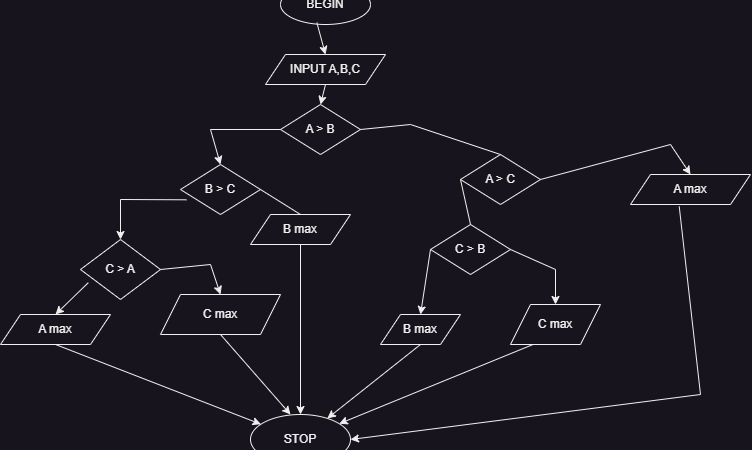 BEGIN
INPUT A,B,C
A > B
B > C
A > C
A max
B max
C > B
C > A
C max
A max
B max
C max
STOP